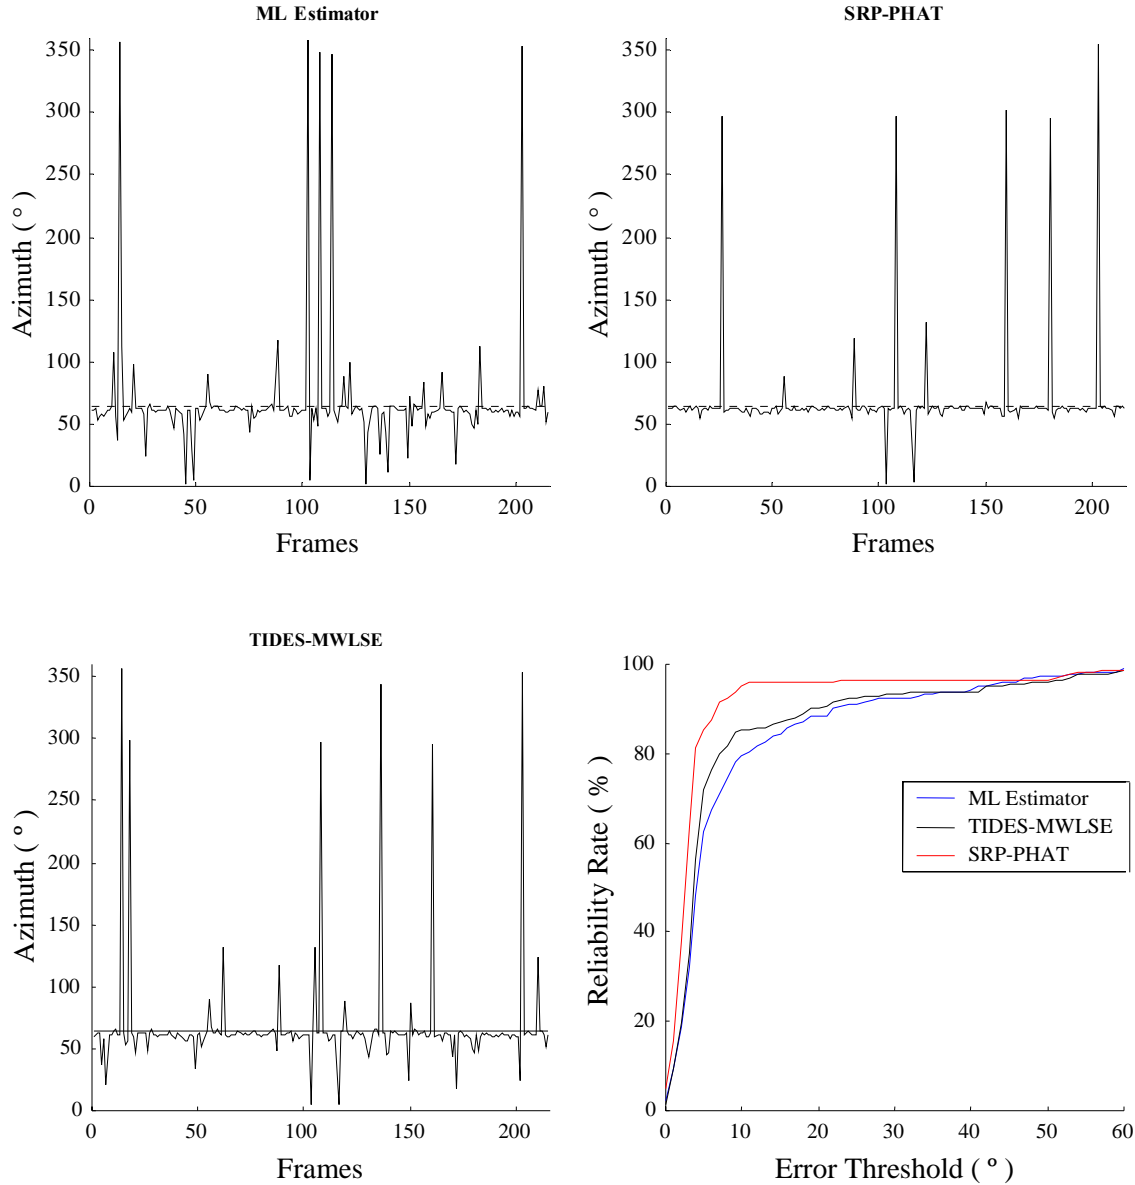 ML Estimator
350
300
250
200
150
100
50
0
0 50 100 150 200
Azimuth ( ° )
Frames
SRP-PHAT
350
300
250
200
150
100
50
0
0 50 100 150 200
Azimuth ( ° )
Frames
TIDES-MWLSE
350
300
250
200
150
100
50
0
0 50 100 150 200
Azimuth ( º )
Frames
100
80
60
40
20
0
0 10 20 30 40 50 60
Reliability Rate ( % )
Error Threshold ( º )
ML Estimator
TIDES-MWLSE
SRP-PHAT